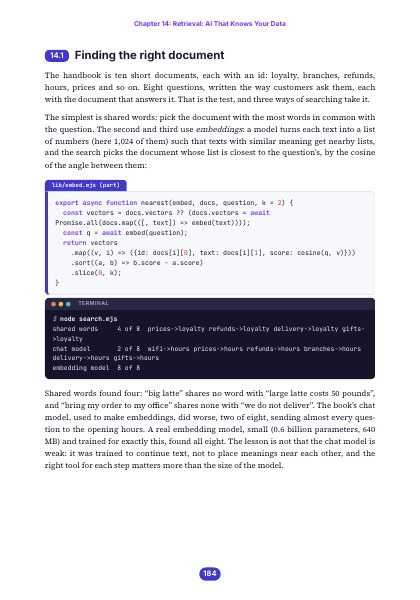 Chapter 14: Retrieval: AI That Knows Your Data
14.1 Finding the right document
The handbook is ten short documents, each with an id: loyalty, branches, refunds,
hours, prices and so on. Eight questions, written the way customers ask them, each
with the document that answers it. That is the test, and three ways of searching take it.
The simplest is shared words: pick the document with the most words in common with
the question. The second and third use embeddings: a model turns each text into a list
of numbers (here 1,024 of them) so that texts with similar meaning get nearby lists,
and the search picks the document whose list is closest to the question's, by the cosine
of the angle between them:
lib/embed.mjs (part)
export async function nearest(embed, docs, question, k = 2) {
  const vectors = docs.vectors ?? (docs.vectors = await
Promise.all(docs.map(([, text]) => embed(text))));
  const q = await embed(question);
  return vectors
    .map((v, i) => ({id: docs[i][0], text: docs[i][1], score: cosine(q, v)}))
    .sort((a, b) => b.score - a.score)
    .slice(0, k);
}
TERMINAL
$ node search.mjs
shared words     4 of 8  prices->loyalty refunds->loyalty delivery->loyalty gifts-
>loyalty
chat model       2 of 8  wifi->hours prices->hours refunds->hours branches->hours
delivery->hours gifts->hours
embedding model  8 of 8
Shared words found four: “big latte” shares no word with “large latte costs 50 pounds”,
and “bring my order to my office” shares none with “we do not deliver”. The book's chat
model, used to make embeddings, did worse, two of eight, sending almost every ques-
tion to the opening hours. A real embedding model, small (0.6 billion parameters, 640
MB) and trained for exactly this, found all eight. The lesson is not that the chat model is
weak: it was trained to continue text, not to place meanings near each other, and the
right tool for each step matters more than the size of the model.
184